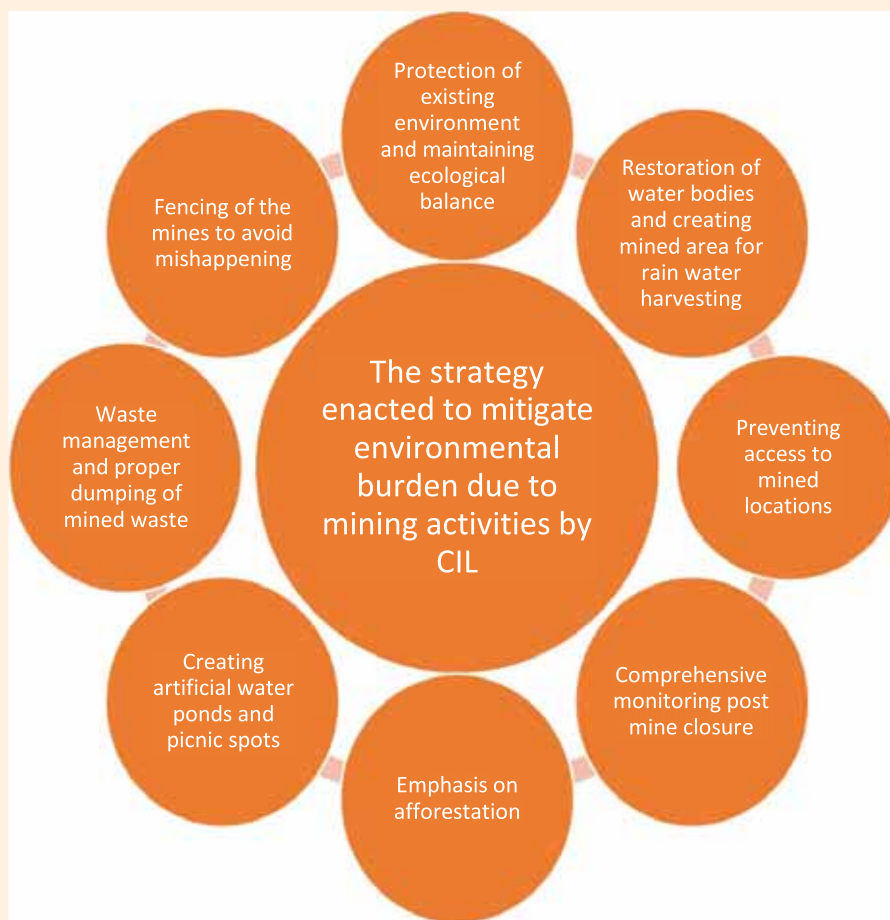 Protection of
existing
environment
and maintaining
ecological
balance
Restoration of
water bodies
and creating
mined area for
rain water
harvesting
Preventing
access to
mined
locations
Comprehensive
monitoring post
mine closure
Emphasis on
afforestation
Creating
artificial water
ponds and
picnic spots
Waste
management
and proper
dumping of
mined waste
Fencing of the
mines to avoid
mishappening
The strategy
enacted to mitigate
environmental
burden due to
mining activities by
CIL